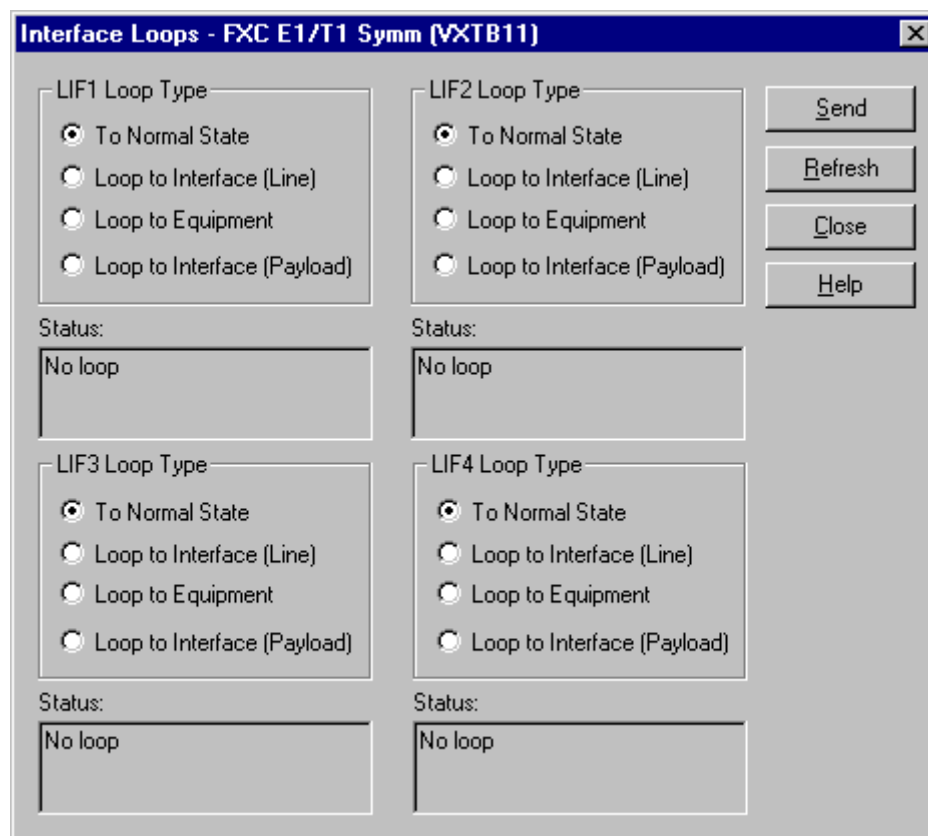 Interface Loops - FXC E1/T1 Symm (VXTB11)
LIF1 Loop Type
To Normal State
Loop to Interface (Line)
Loop to Equipment
Loop to Interface (Payload)
Status:
No loop
LIF2 Loop Type
To Normal State
Loop to Interface (Line)
Loop to Equipment
Loop to Interface (Payload)
Status:
No loop
Send
Refresh
Close
Help
LIF3 Loop Type
To Normal State
Loop to Interface (Line)
Loop to Equipment
Loop to Interface (Payload)
Status:
No loop
LIF4 Loop Type
To Normal State
Loop to Interface (Line)
Loop to Equipment
Loop to Interface (Payload)
Status:
No loop